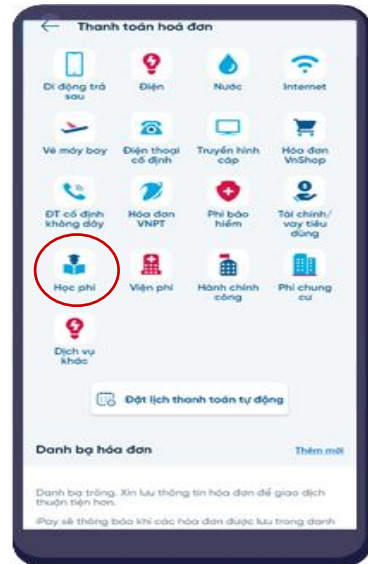 Thanh toán hoá đơn
Di động trả sau
Điện
Nước
Internet
Vé máy bay
Điện thoại cố định
Truyền hình cáp
Hóa đơn VnShop
ĐT cố định không dây
Hóa đơn VNPT
Phí bảo hiểm
Tài chính/ vay tiêu dùng
Học phí
Viện phí
Hành chính công
Phí chung cư
Dịch vụ khác
Đặt lịch thanh toán tự động
Danh bạ hóa đơn
Thêm mới
Danh bạ trống. Xin lưu thông tin hóa đơn để giao dịch
thuận tiện hơn.
iPay sẽ thông báo khi các hóa đơn được lưu trong danh